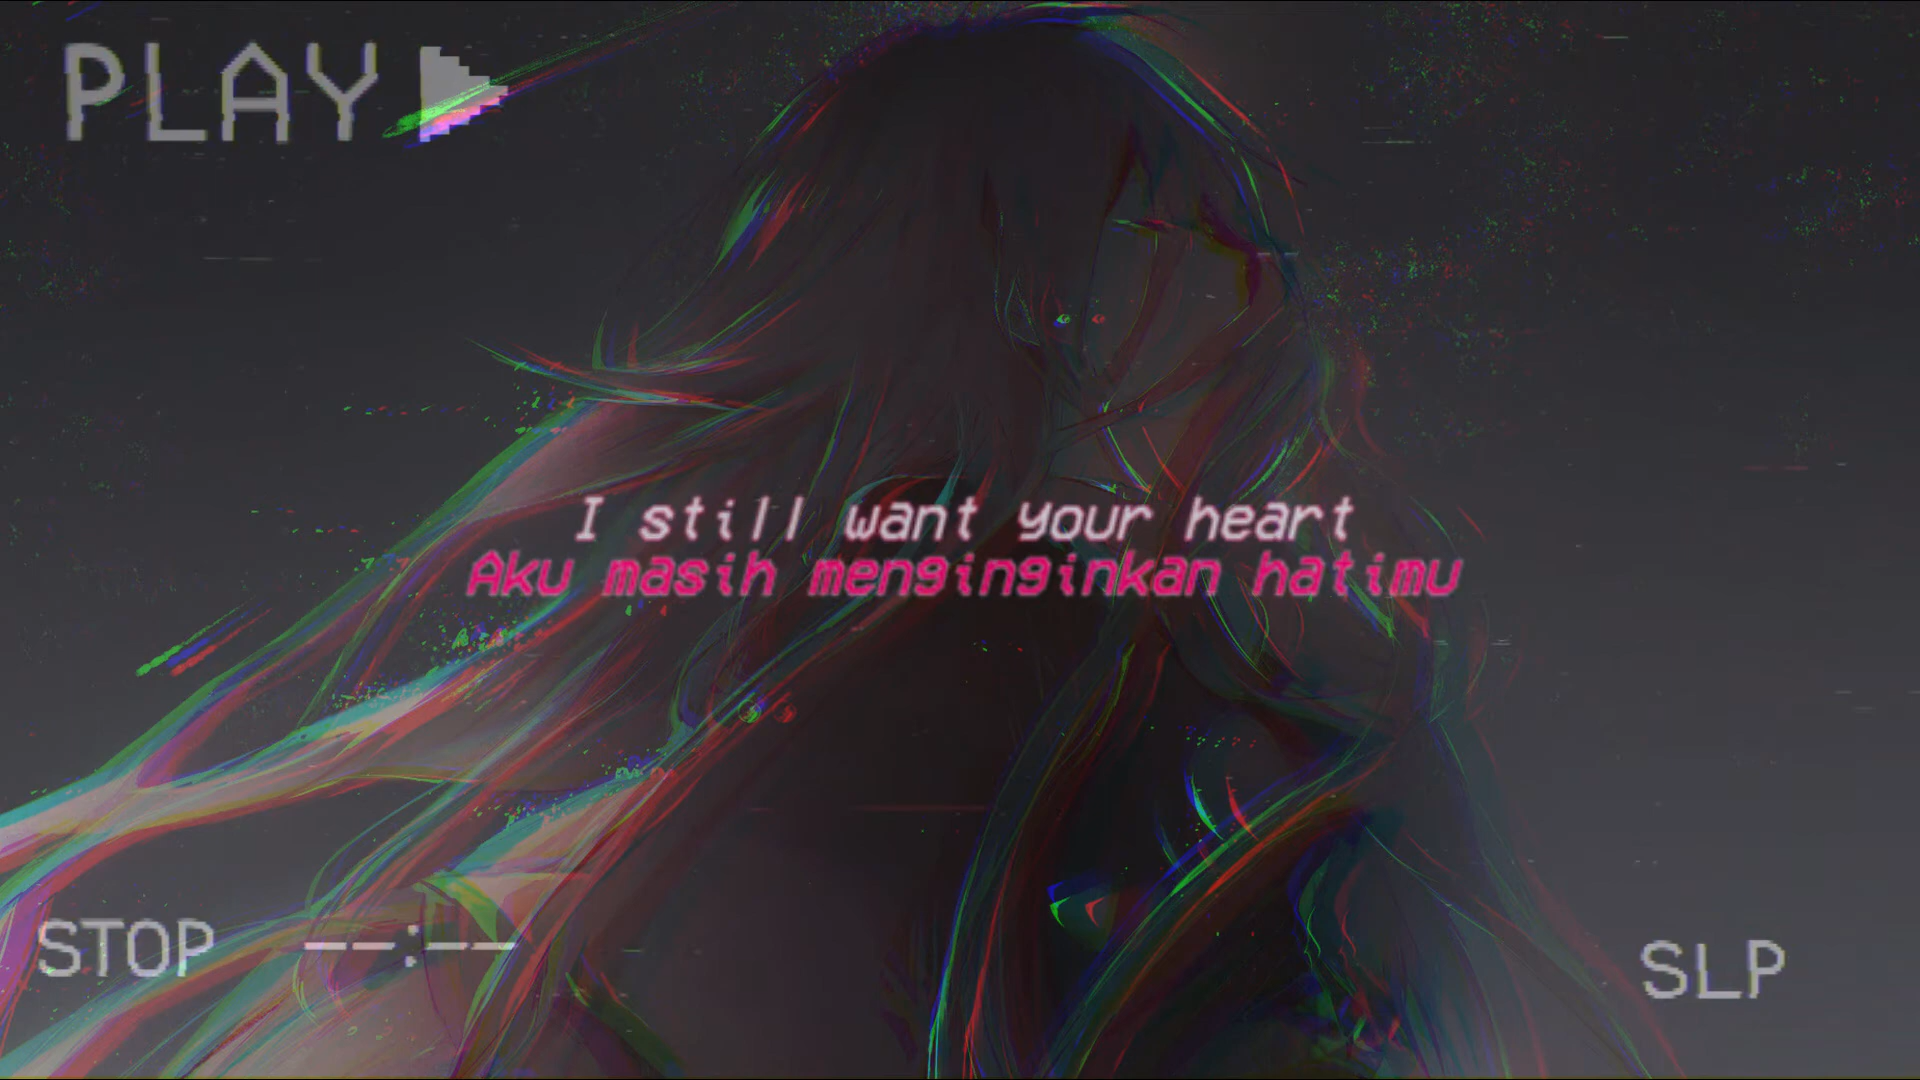 PLAY
I still want your heart
Aku masih menginginkan hatimu
STOP --:--
SLP